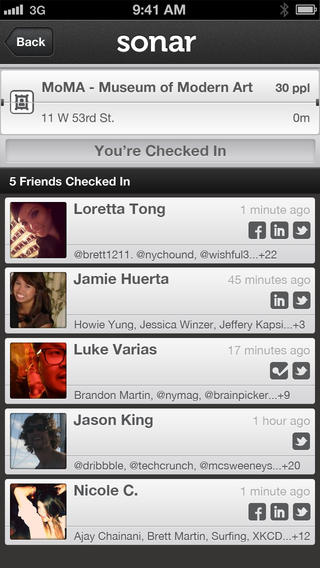 3G 9:41 AM
Back sonar
MoMA - Museum of Modern Art 30 ppl
11 W 53rd St. 0m
You're Checked In
5 Friends Checked In
Loretta Tong 1 minute ago
@brett1211. @nychound, @wishful3...+22
Jamie Huerta 45 minutes ago
Howie Yung, Jessica Winzer, Jeffery Kapsi...+3
Luke Varias 17 minutes ago
Brandon Martin, @nymag, @brainpicker...+9
Jason King 1 hour ago
@dribbble, @techcrunch, @mcsweeneys...+20
Nicole C. 1 minute ago
Ajay Chainani, Brett Martin, Surfing, XKCD...+12